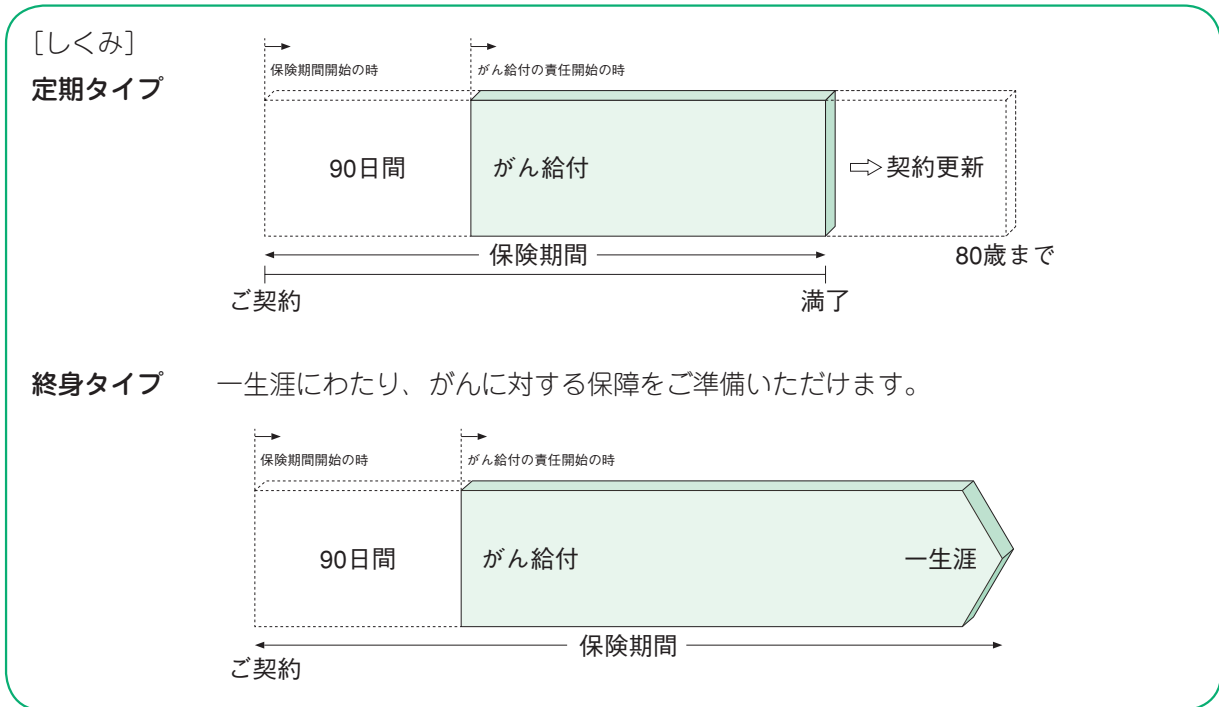 ［しくみ］
定期タイプ
保険期間開始の時 がん給付の責任開始の時
90日間 がん給付 ⇨契約更新
保険期間 80歳まで
ご契約 満了
終身タイプ 一生涯にわたり、がんに対する保障をご準備いただけます。
保険期間開始の時 がん給付の責任開始の時
90日間 がん給付 一生涯
保険期間
ご契約